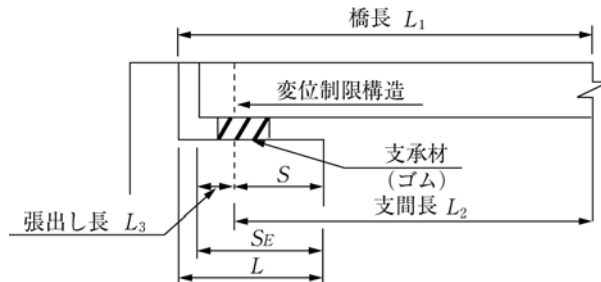 橋長 L₁
変位制限構造
支承材
(ゴム)
S
張出し長 L₃
支間長 L₂
SE
L